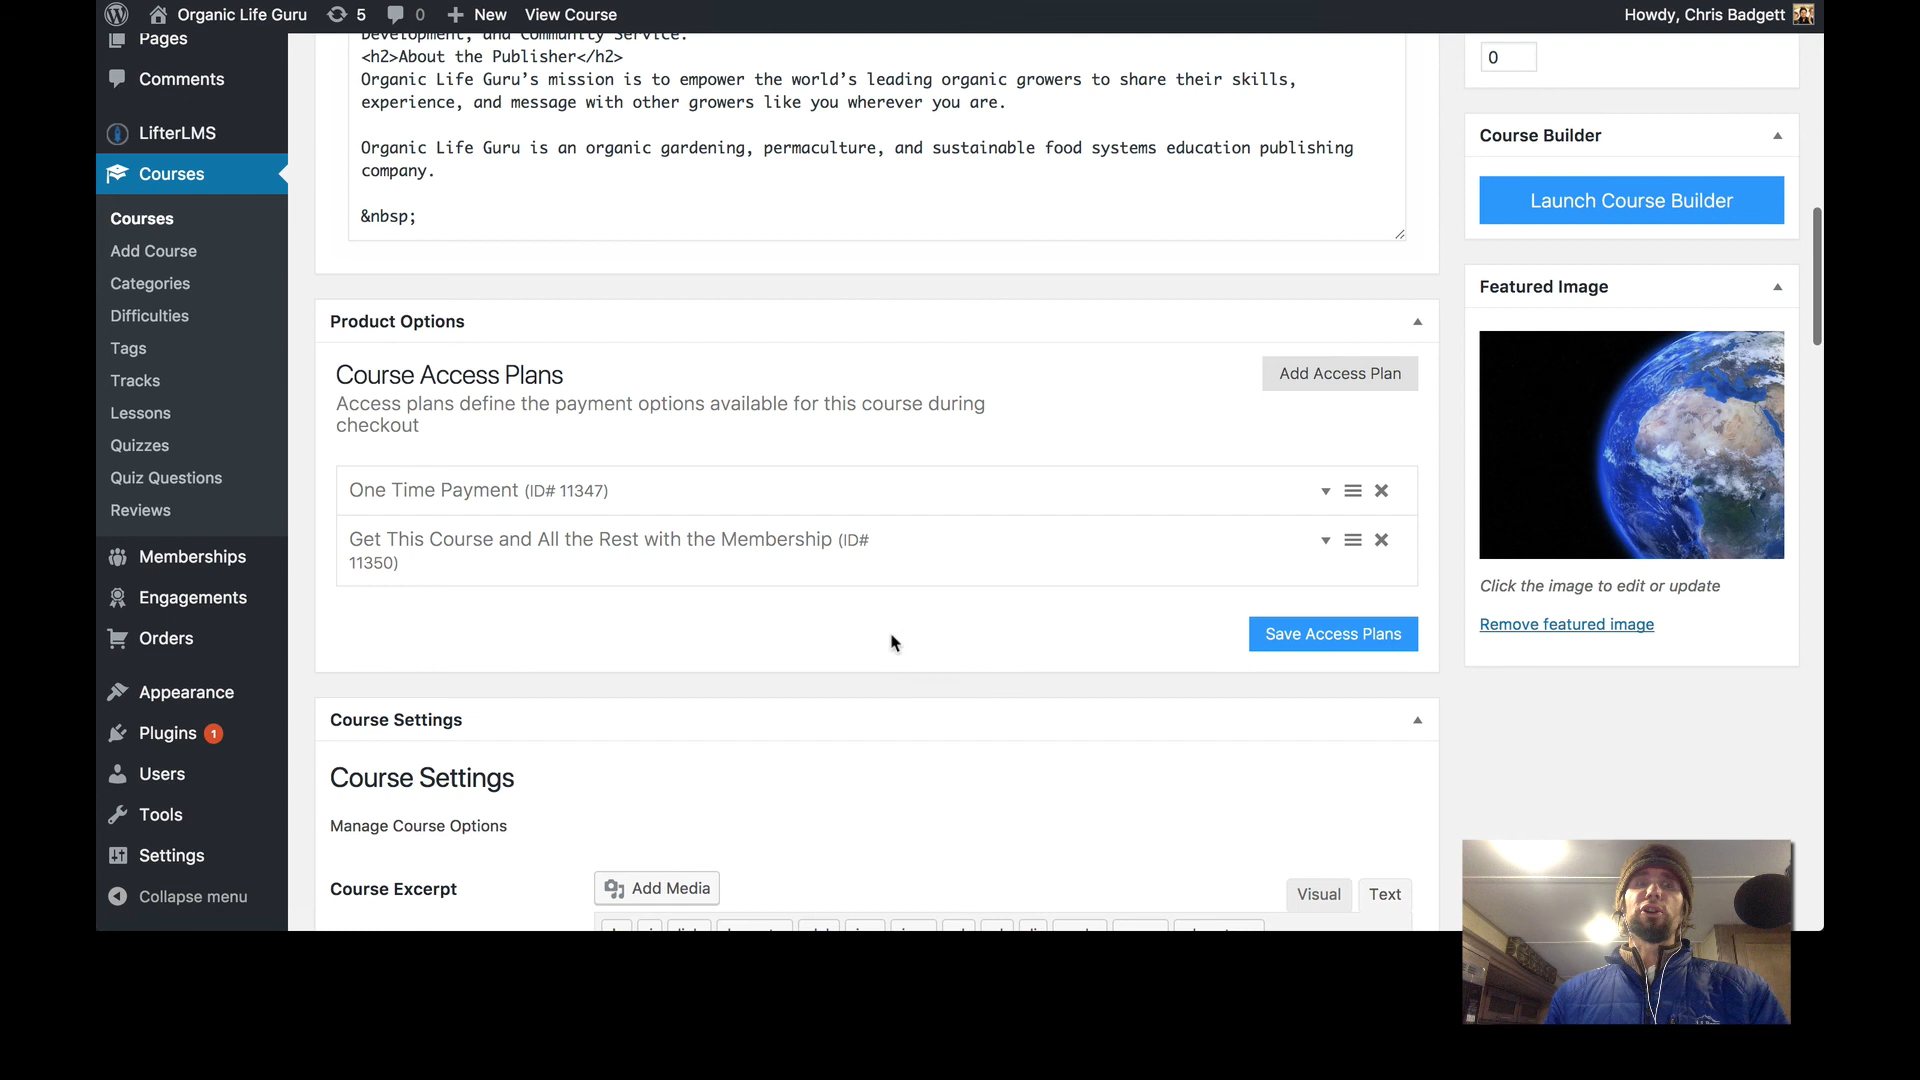 Organic Life Guru 5 0 New View Course Howdy, Chris Badgett
Pages
Comments
LifterLMS
Courses
Courses
Add Course
Categories
Difficulties
Tags
Tracks
Lessons
Quizzes
Quiz Questions
Reviews
Memberships
Engagements
Orders
Appearance
Plugins 1
Users
Tools
Settings
Collapse menu
Development, and Community Service.
<h2>About the Publisher</h2>
Organic Life Guru’s mission is to empower the world’s leading organic growers to share their skills,
experience, and message with other growers like you wherever you are.
Organic Life Guru is an organic gardening, permaculture, and sustainable food systems education publishing
company.
&nbsp;
Product Options
Course Access Plans
Add Access Plan
Access plans define the payment options available for this course during
checkout
One Time Payment (ID# 11347)
Get This Course and All the Rest with the Membership (ID#
11350)
Save Access Plans
Course Settings
Course Settings
Manage Course Options
Course Excerpt
Add Media
Visual Text
0
Course Builder
Launch Course Builder
Featured Image
Click the image to edit or update
Remove featured image